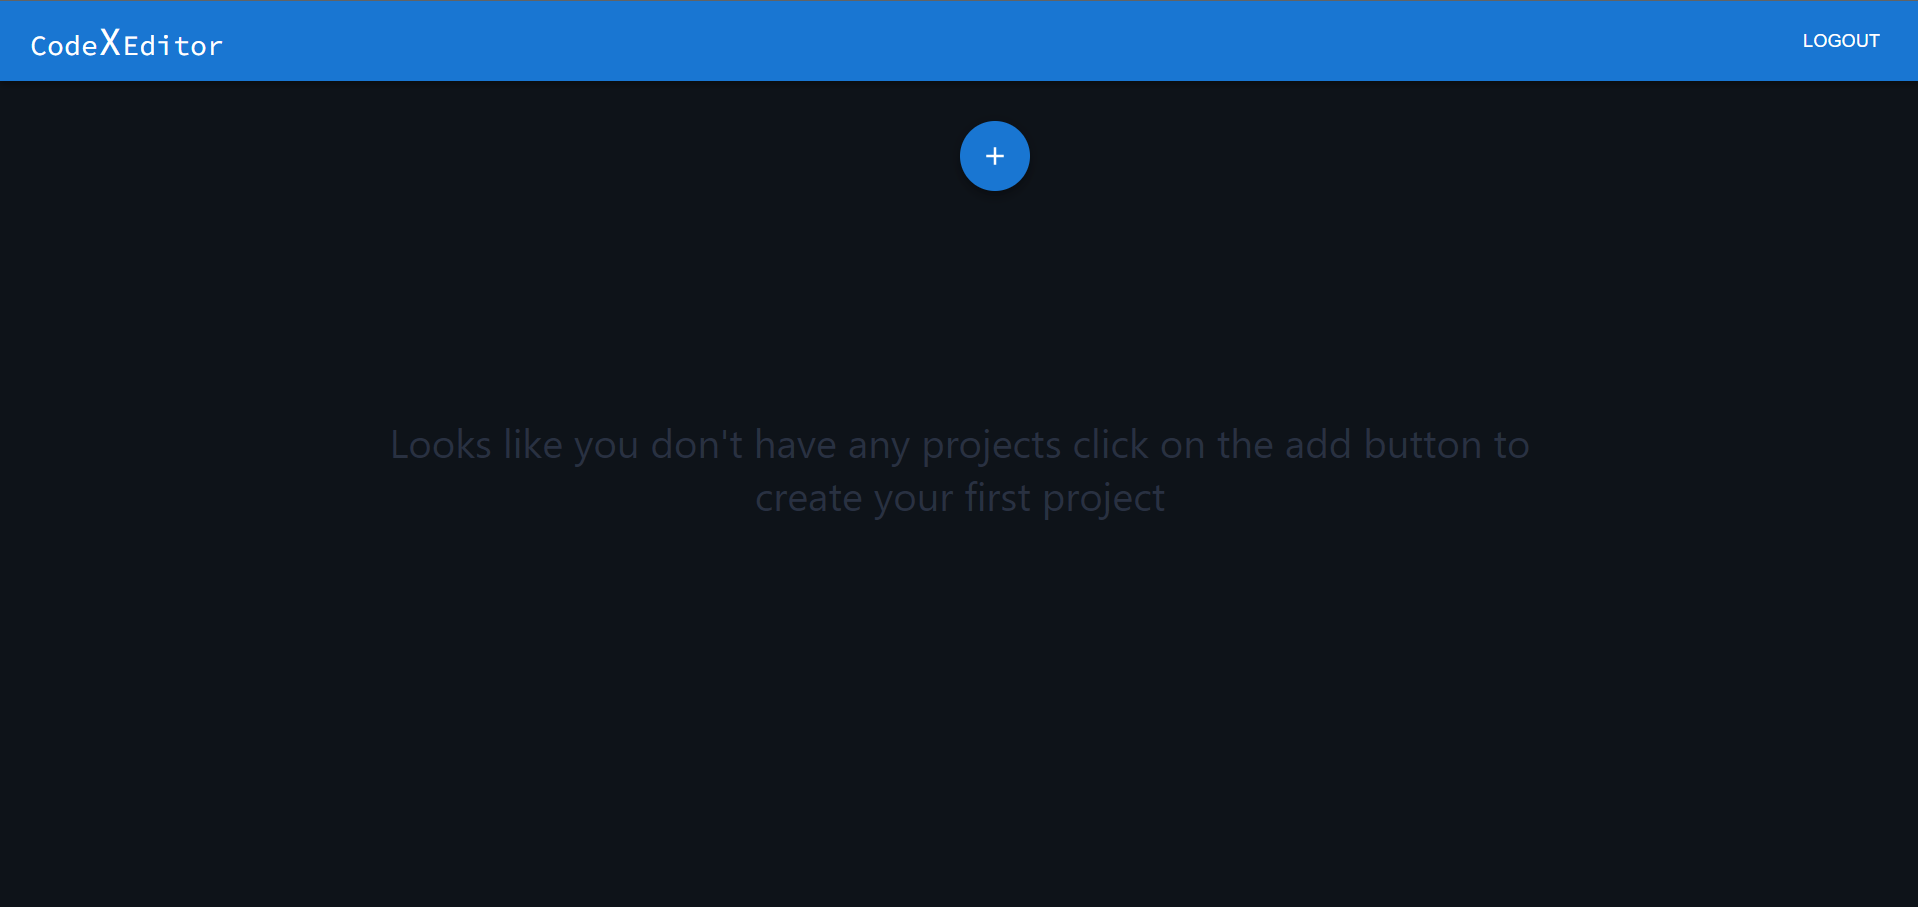 CodeXEditor
LOGOUT
+
Looks like you don't have any projects click on the add button to
create your first project